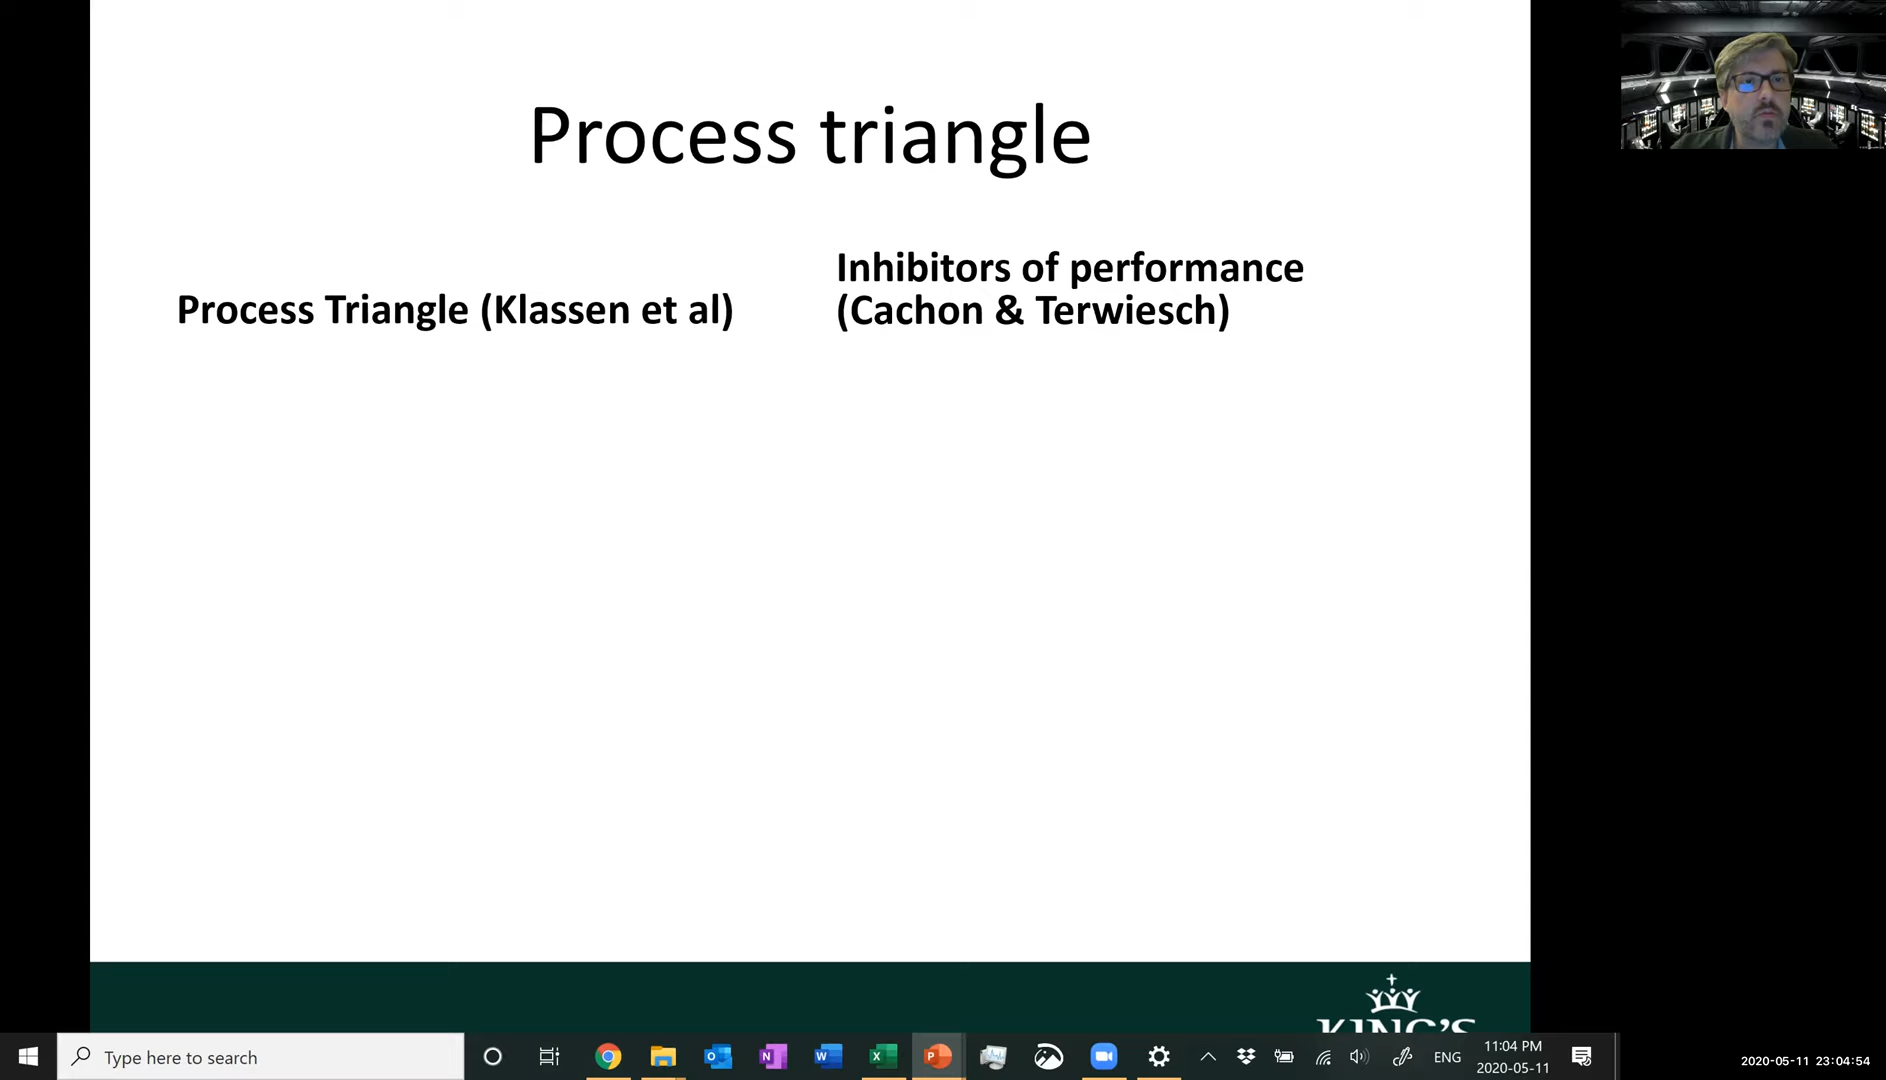 Process triangle
Process Triangle (Klassen et al)
Inhibitors of performance
(Cachon & Terwiesch)
KING'S
Type here to search
ENG
11:04 PM
2020-05-11
2020-05-11 23:04:54